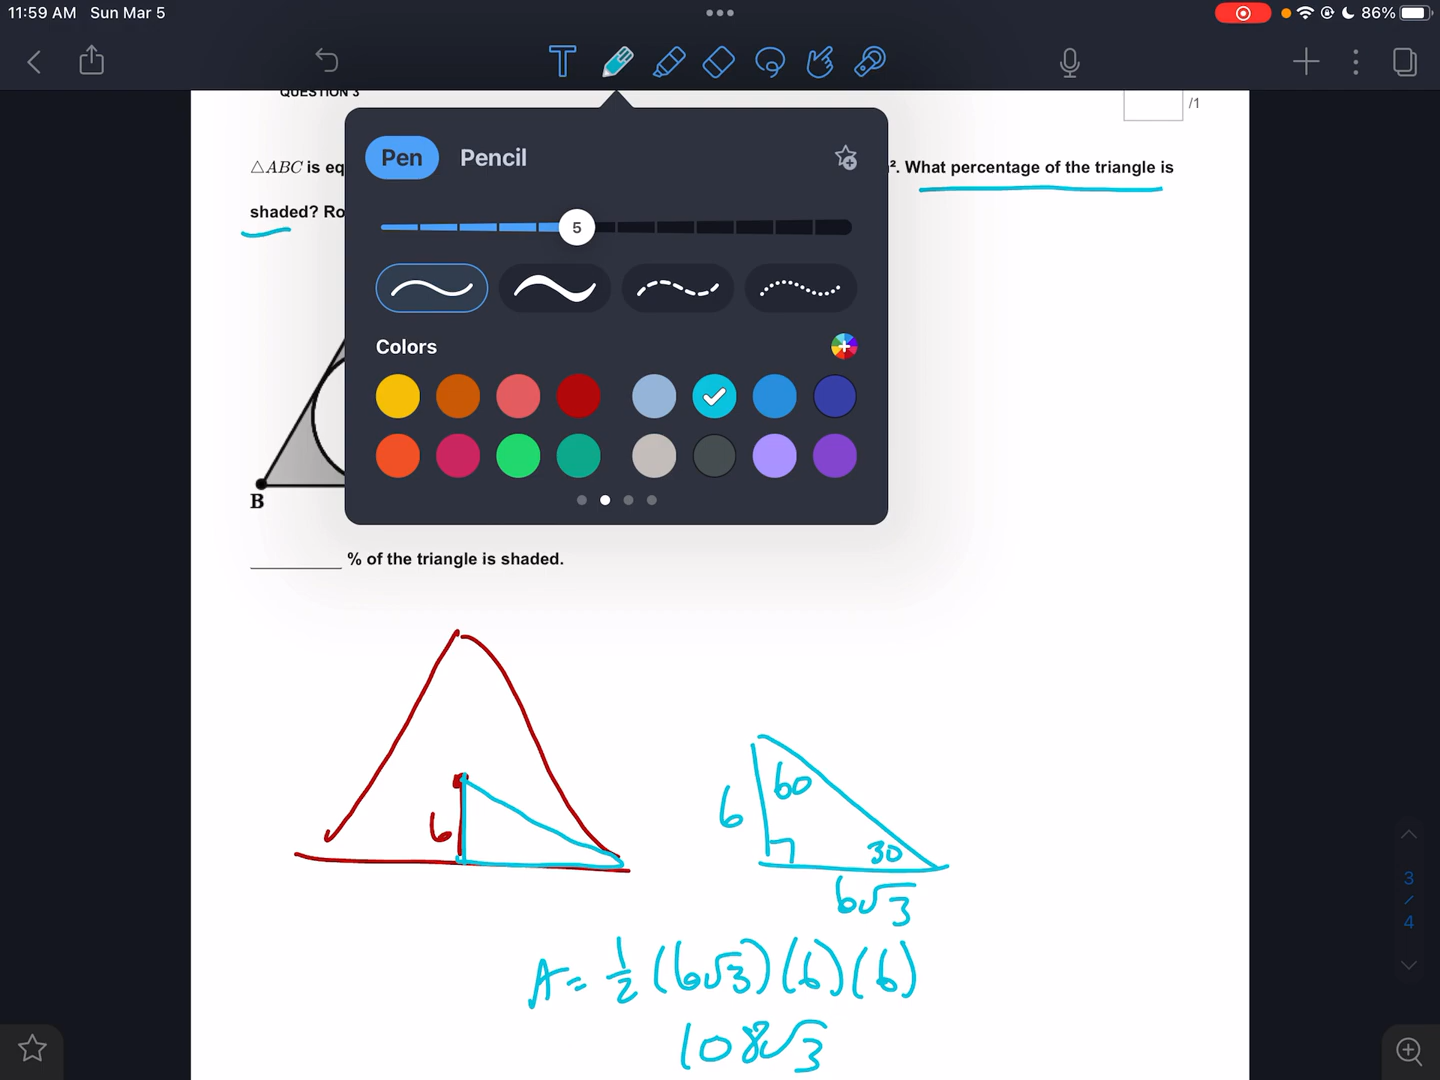 11:59 AM Sun Mar 5
86%
QUESTION 3
/1
△ABC is eq
². What percentage of the triangle is
shaded? Ro
Pen
Pencil
5
Colors
B
% of the triangle is shaded.
6
60
6
30
6√3
A = 1/2 (6√3)(6)(6)
108√3
3
/
4